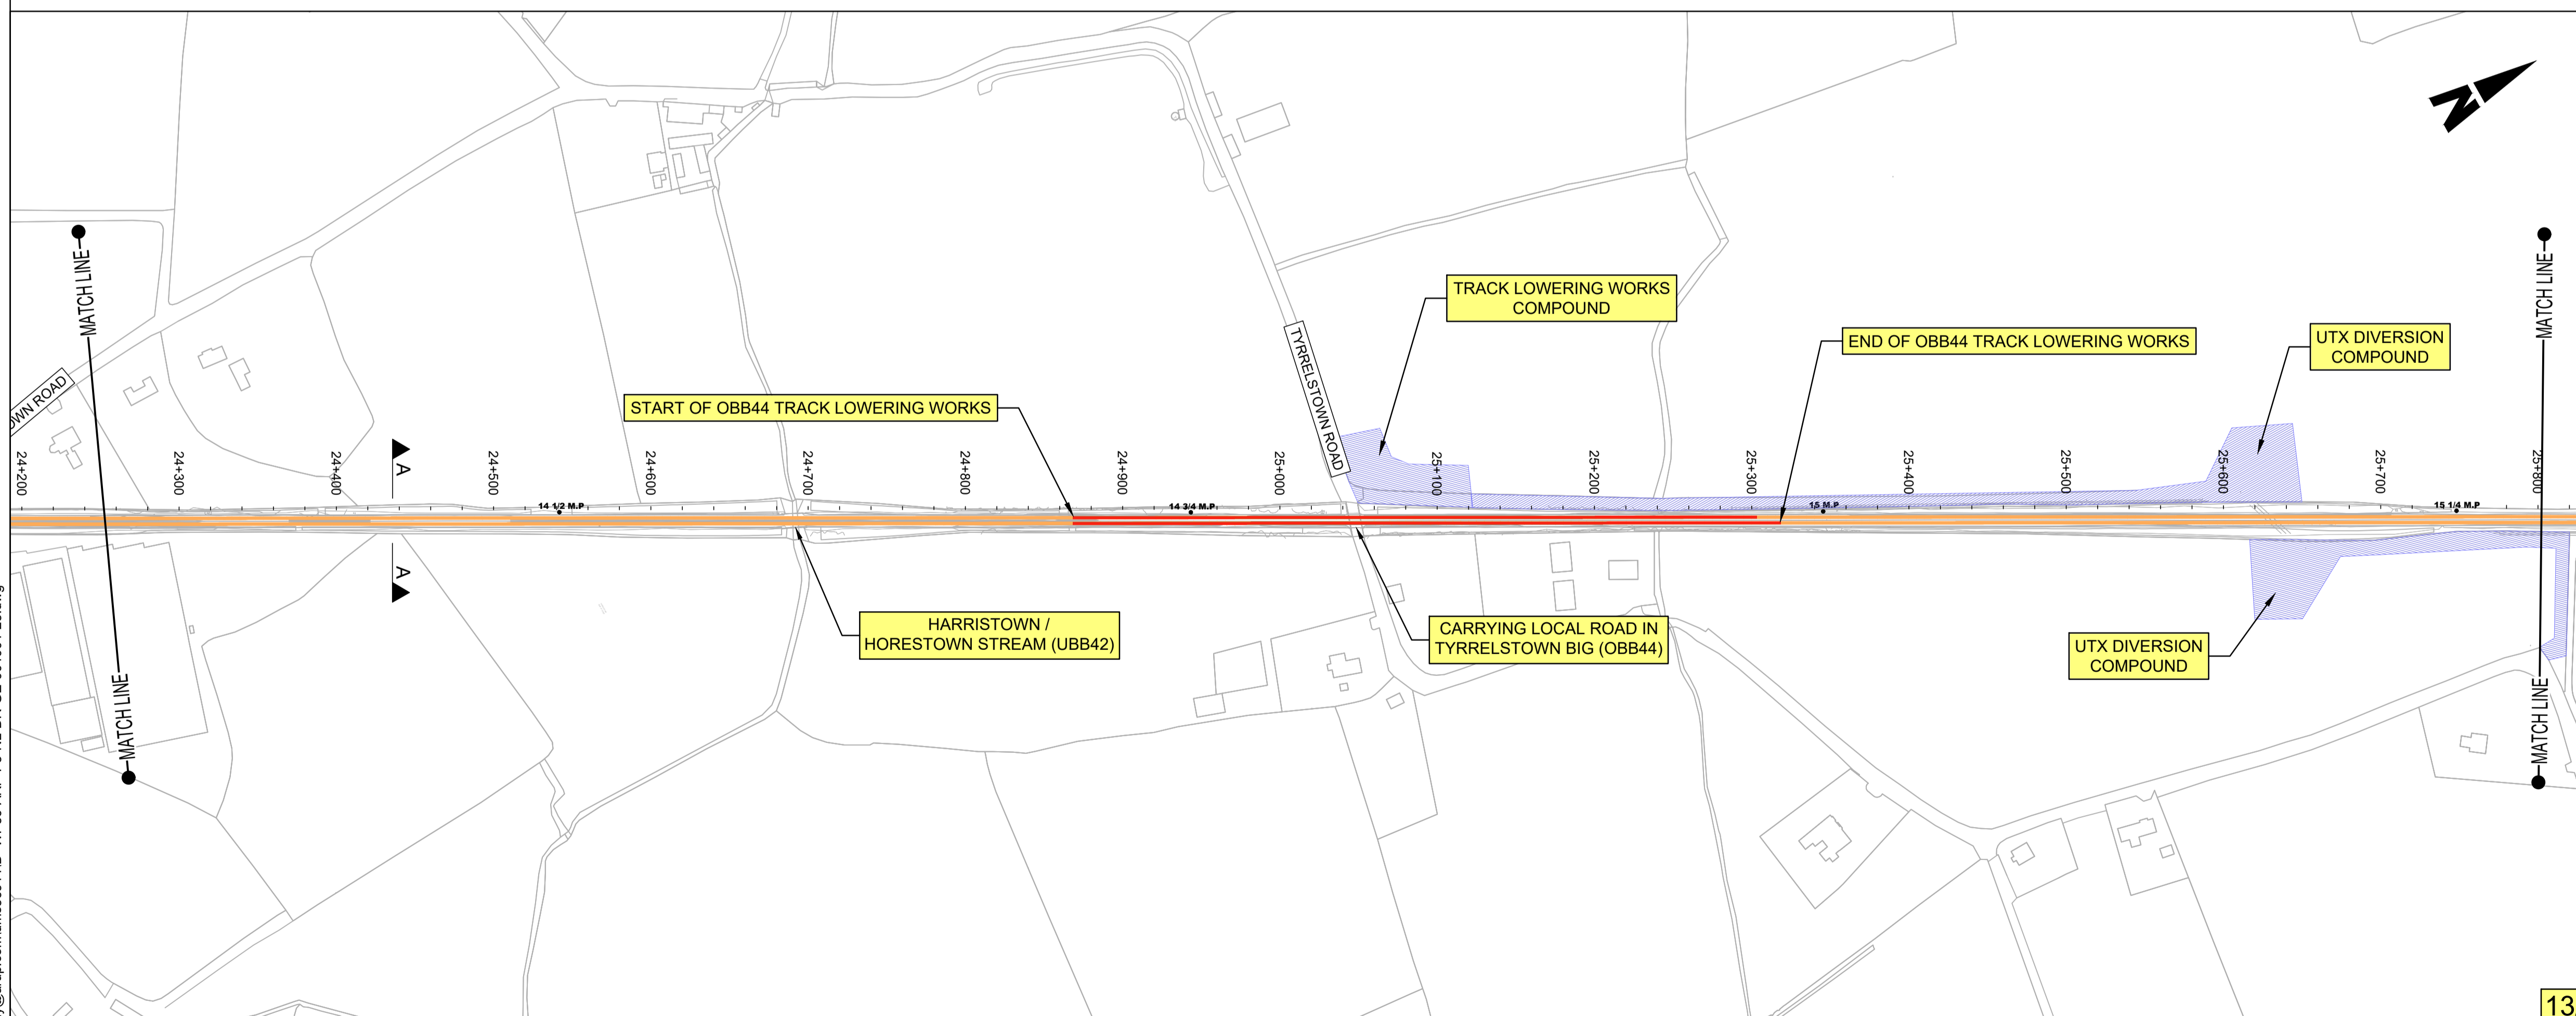 N
MATCH LINE
MATCH LINE
TRACK LOWERING WORKS
COMPOUND
END OF OBB44 TRACK LOWERING WORKS
UTX DIVERSION
COMPOUND
TYRRELSTOWN ROAD
OWN ROAD
START OF OBB44 TRACK LOWERING WORKS
A
24+200
24+300
24+400
24+500
24+600
24+700
24+800
24+900
25+000
25+100
25+200
25+300
25+400
25+500
25+600
25+700
25+800
14 1/2 M.P
14 3/4 M.P
15 M.P
15 1/4 M.P
A
HARRISTOWN /
HORESTOWN STREAM (UBB42)
CARRYING LOCAL ROAD IN
TYRRELSTOWN BIG (OBB44)
UTX DIVERSION
COMPOUND
MATCH LINE
MATCH LINE
13